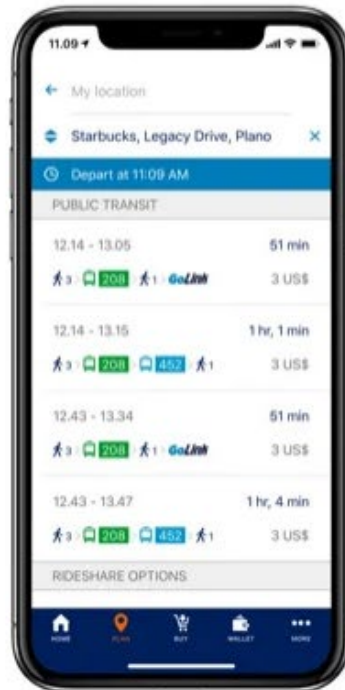 11.09
My location
Starbucks, Legacy Drive, Plano
Depart at 11:09 AM
PUBLIC TRANSIT
12.14 - 13.05 51 min
3 208 1 GoLink 3 US$
12.14 - 13.15 1 hr, 1 min
3 208 452 1 3 US$
12.43 - 13.34 51 min
3 208 1 GoLink 3 US$
12.43 - 13.47 1 hr, 4 min
3 208 452 1 3 US$
RIDESHARE OPTIONS
HOME PLAN BUY WALLET MORE